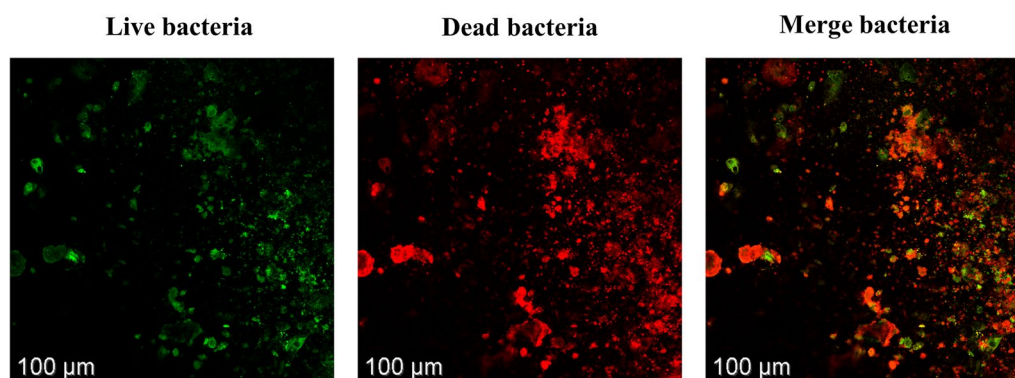 Live bacteria
Dead bacteria
Merge bacteria
100 µm
100 µm
100 µm